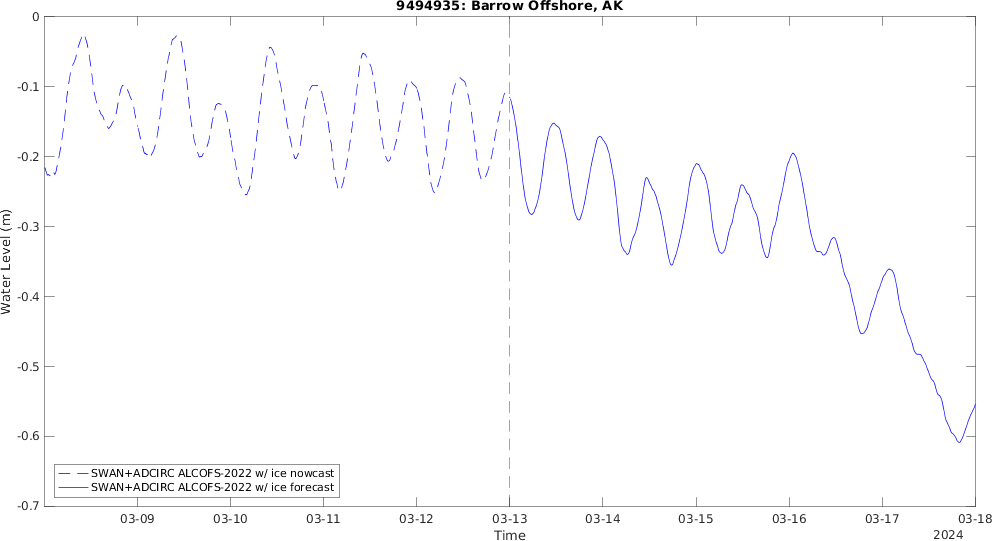 9494935: Barrow Offshore, AK
0
-0.1
-0.2
-0.3
-0.4
-0.5
-0.6
-0.7
Water Level (m)
SWAN+ADCIRC ALCOFS-2022 w/ ice nowcast
SWAN+ADCIRC ALCOFS-2022 w/ ice forecast
03-09 03-10 03-11 03-12 03-13 03-14 03-15 03-16 03-17 03-18
Time
2024